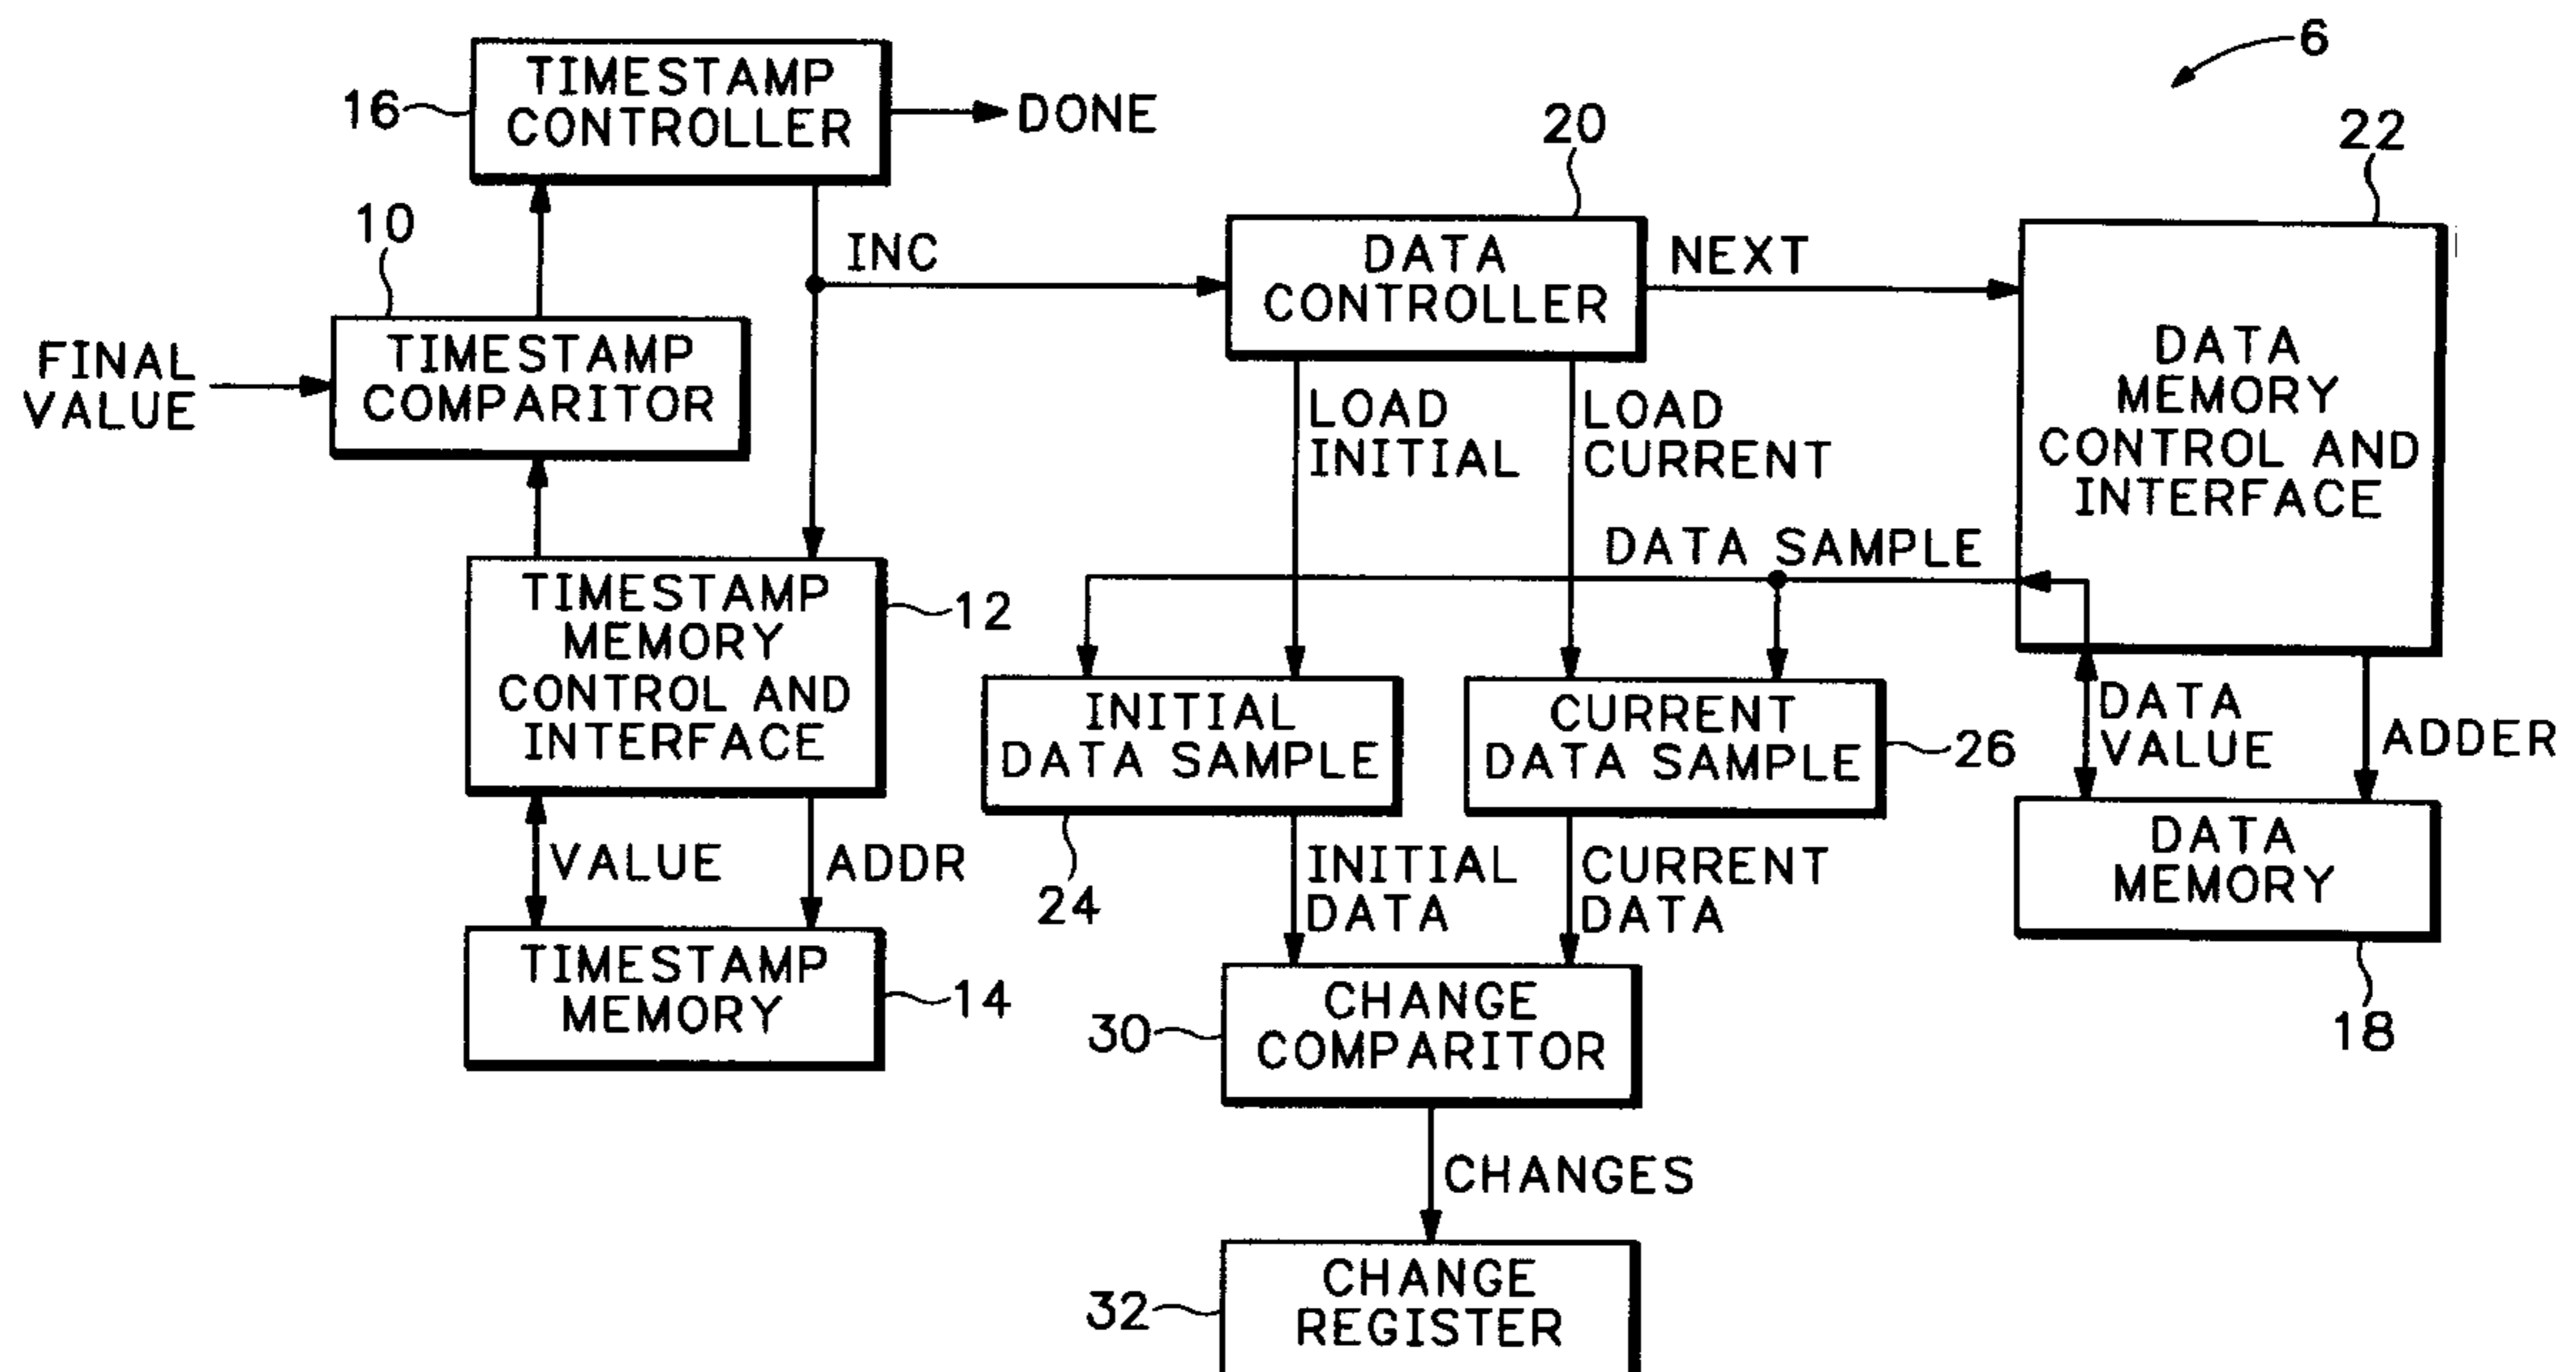 6
TIMESTAMP
CONTROLLER
16
DONE
20
22
10
INC
DATA
CONTROLLER
NEXT
FINAL
VALUE
TIMESTAMP
COMPARITOR
DATA
MEMORY
CONTROL AND
INTERFACE
LOAD
INITIAL
LOAD
CURRENT
DATA SAMPLE
TIMESTAMP
MEMORY
CONTROL AND
INTERFACE
12
INITIAL
DATA SAMPLE
CURRENT
DATA SAMPLE
26
DATA
VALUE
ADDER
VALUE
ADDR
24
INITIAL
DATA
CURRENT
DATA
DATA
MEMORY
18
TIMESTAMP
MEMORY
14
30
CHANGE
COMPARITOR
CHANGES
32
CHANGE
REGISTER